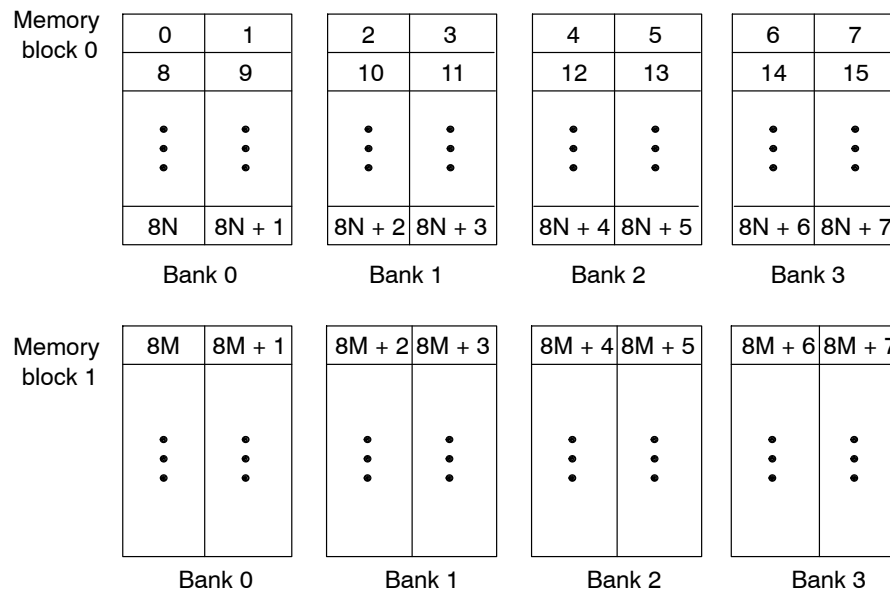 Memory block 0
0 1 2 3 4 5 6 7
8 9 10 11 12 13 14 15
8N 8N + 1 8N + 2 8N + 3 8N + 4 8N + 5 8N + 6 8N + 7
Bank 0 Bank 1 Bank 2 Bank 3
Memory block 1
8M 8M + 1 8M + 2 8M + 3 8M + 4 8M + 5 8M + 6 8M + 7
Bank 0 Bank 1 Bank 2 Bank 3